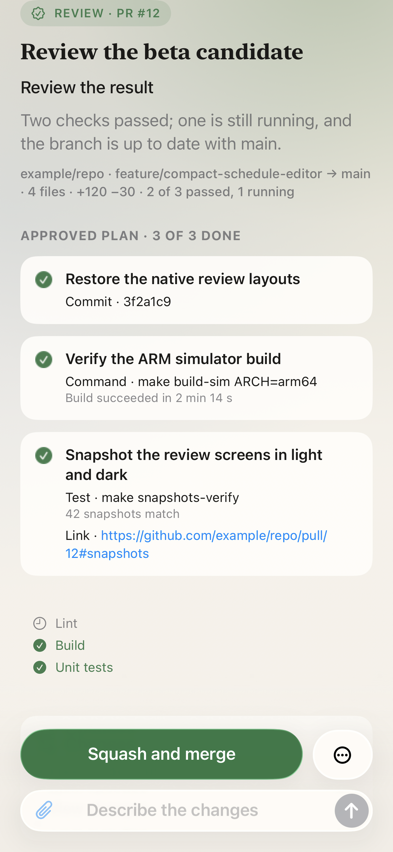 REVIEW · PR #12
Review the beta candidate
Review the result
Two checks passed; one is still running, and
the branch is up to date with main.
example/repo · feature/compact-schedule-editor → main
· 4 files · +120 −30 · 2 of 3 passed, 1 running
APPROVED PLAN · 3 OF 3 DONE
Restore the native review layouts
Commit · 3f2a1c9
Verify the ARM simulator build
Command · make build-sim ARCH=arm64
Build succeeded in 2 min 14 s
Snapshot the review screens in light
and dark
Test · make snapshots-verify
42 snapshots match
Link · https://github.com/example/repo/pull/
12#snapshots
Lint
Build
Unit tests
Squash and merge
Describe the changes